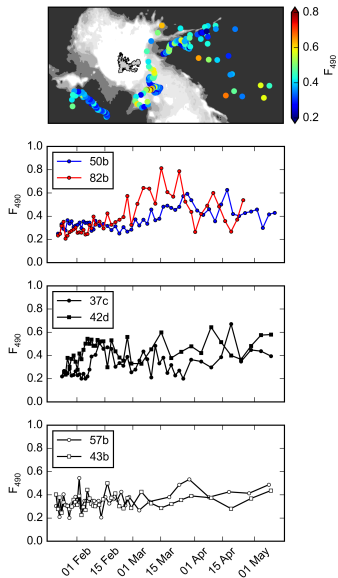 0.8
0.6
0.4
0.2
F490
1.0
0.8
0.6
0.4
0.2
0.0
F490
50b
82b
1.0
0.8
0.6
0.4
0.2
0.0
F490
37c
42d
1.0
0.8
0.6
0.4
0.2
0.0
F490
57b
43b
01 Feb
15 Feb
01 Mar
15 Mar
01 Apr
15 Apr
01 May